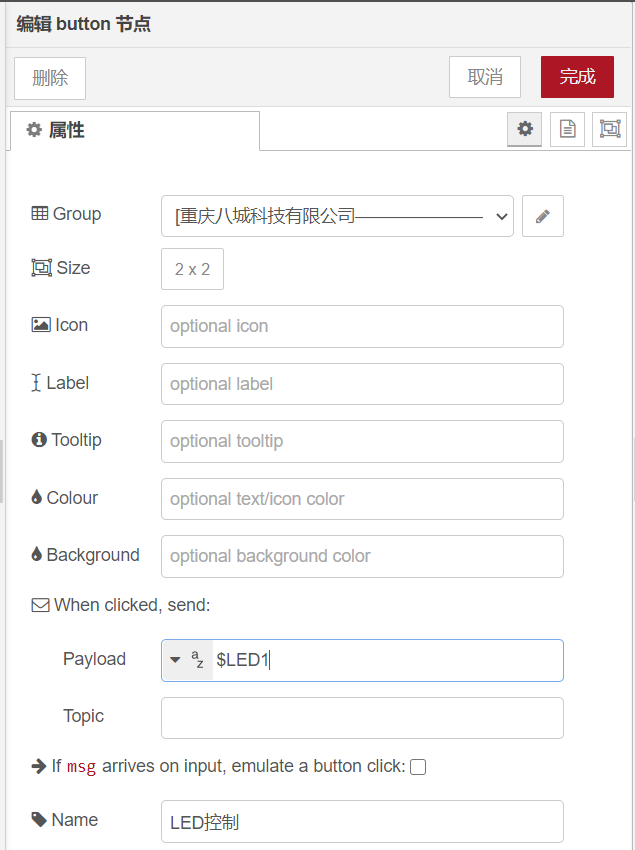 编辑 button 节点
删除 取消 完成
属性
Group [重庆八城科技有限公司———————
Size 2 x 2
Icon optional icon
Label optional label
Tooltip optional tooltip
Colour optional text/icon color
Background optional background color
When clicked, send:
Payload az $LED1
Topic
If msg arrives on input, emulate a button click:
Name LED控制